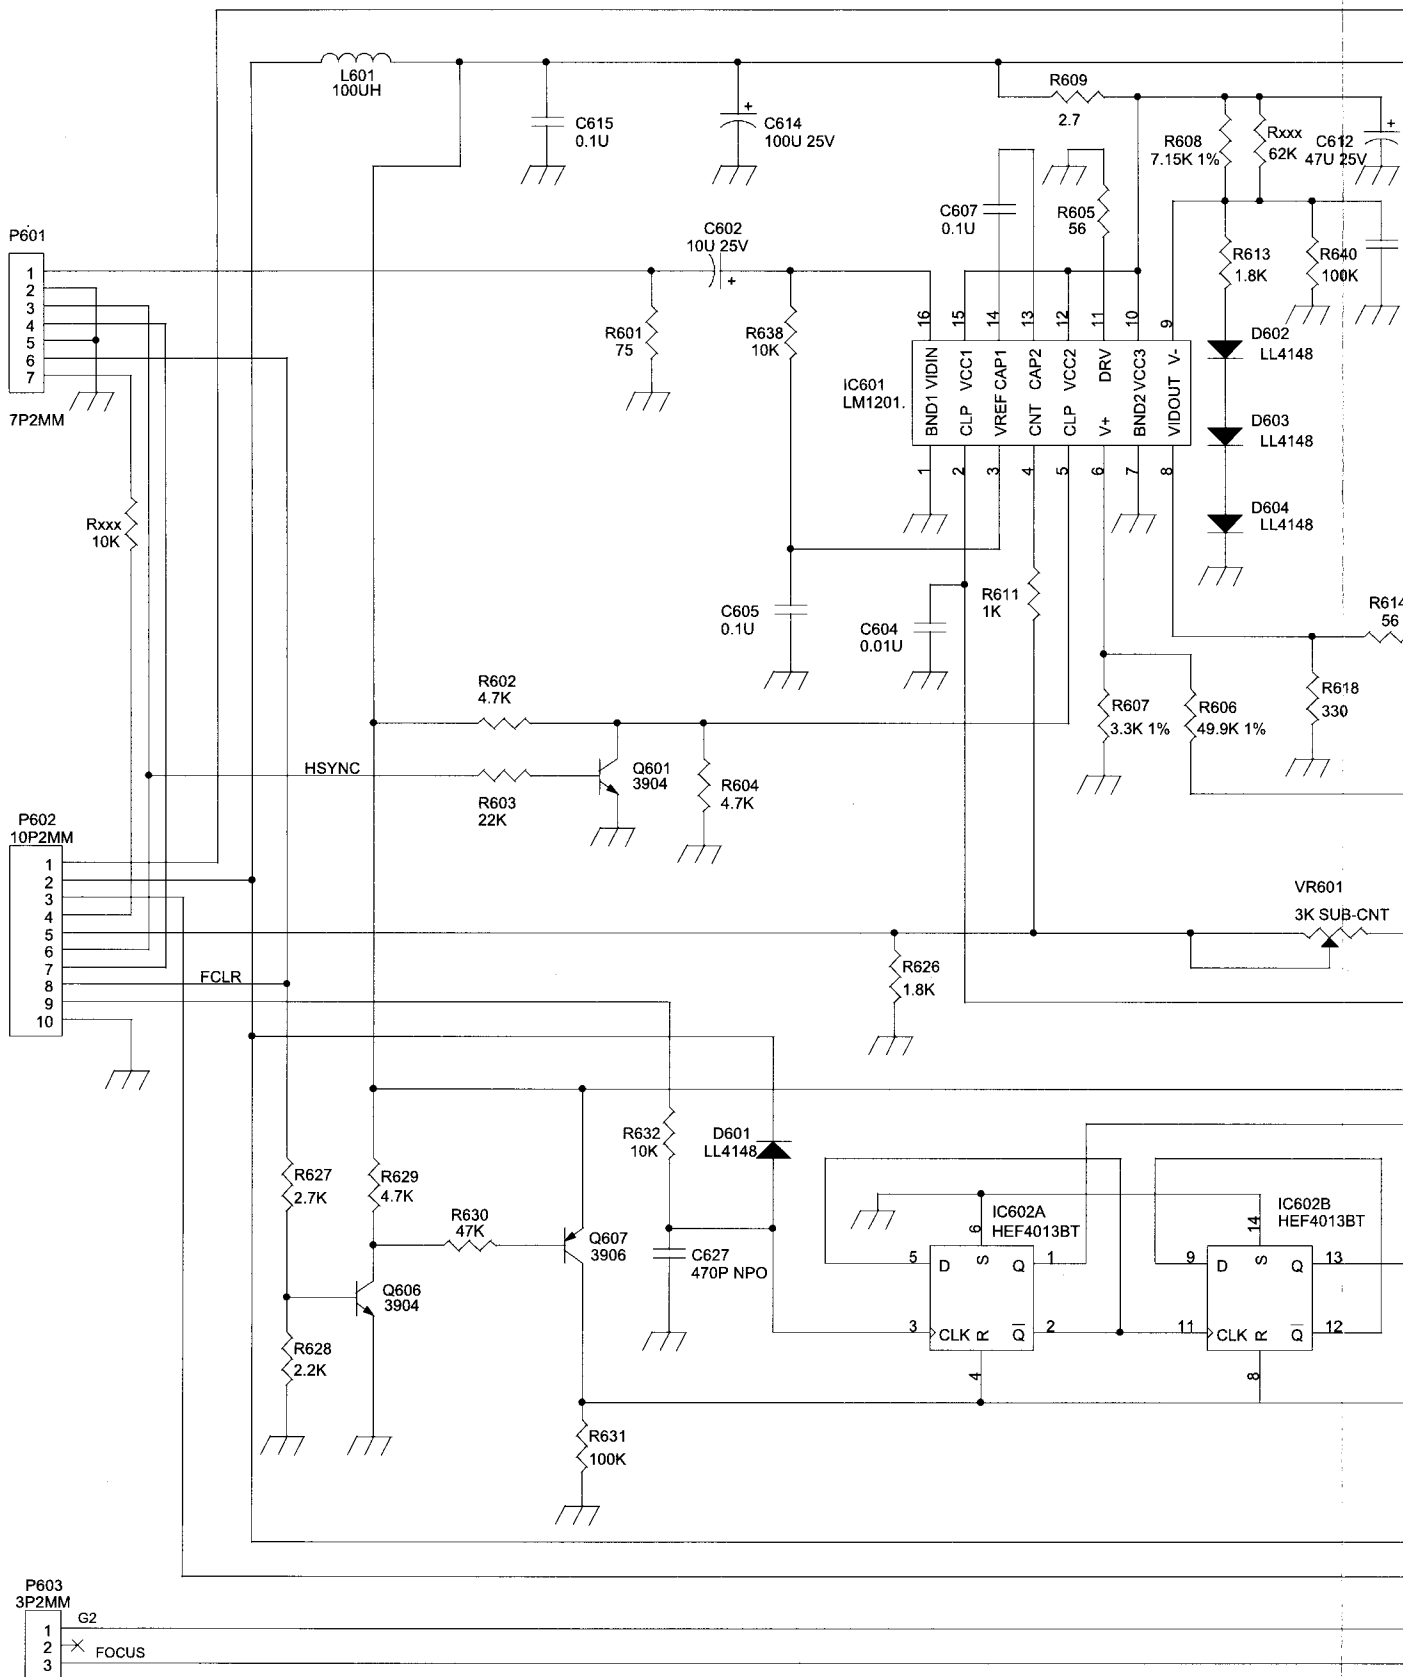 L601
100UH
C615
0.1U
C614
100U 25V
+
R609
2.7
R608
7.15K 1%
Rxxx
62K
C612
47U 25V
+
P601
1
2
3
4
5
6
7
7P2MM
C602
10U 25V
+
C607
0.1U
R605
56
R613
1.8K
R640
100K
R601
75
R638
10K
IC601
LM1201.
16 15 14 13 12 11 10 9
VIDIN VCC1 CAP1 CAP2 VCC2 DRV VCC3 V-
BND1 CLP VREF CNT CLP V+ BND2 VIDOUT
1 2 3 4 5 6 7 8
D602
LL4148
D603
LL4148
D604
LL4148
Rxxx
10K
C605
0.1U
C604
0.01U
R611
1K
R614
56
R602
4.7K
R607
3.3K 1%
R606
49.9K 1%
R618
330
HSYNC
R603
22K
Q601
3904
R604
4.7K
P602
10P2MM
1
2
3
4
5
6
7
8
9
10
FCLR
VR601
3K SUB-CNT
R626
1.8K
R627
2.7K
R629
4.7K
R630
47K
Q607
3906
R632
10K
D601
LL4148
C627
470P NPO
Q606
3904
R628
2.2K
R631
100K
IC602A
HEF4013BT
6
5 D S Q 1
3 CLK R Q 2
4
IC602B
HEF4013BT
14
9 D S Q 13
11 CLK R Q 12
8
P603
3P2MM
1 G2
2
3 FOCUS